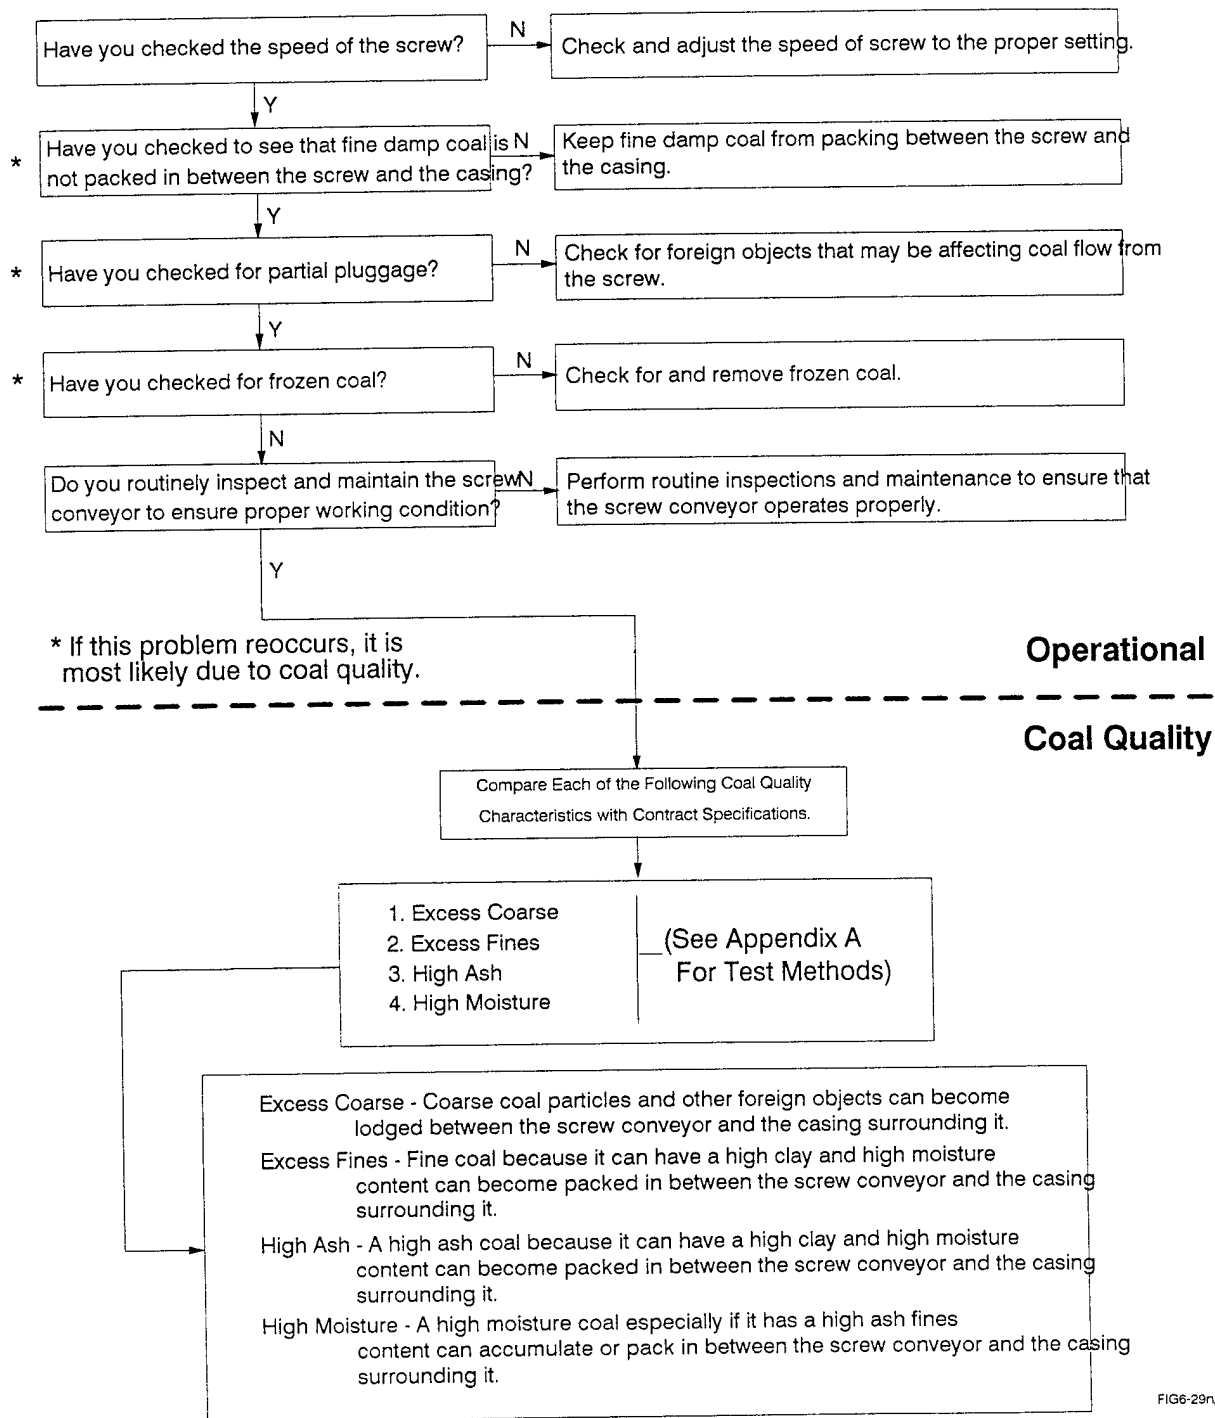 Have you checked the speed of the screw?
N
Check and adjust the speed of screw to the proper setting.
Y
*
Have you checked to see that fine damp coal is
not packed in between the screw and the casing?
N
Keep fine damp coal from packing between the screw and
the casing.
Y
*
Have you checked for partial pluggage?
N
Check for foreign objects that may be affecting coal flow from
the screw.
Y
*
Have you checked for frozen coal?
N
Check for and remove frozen coal.
N
Do you routinely inspect and maintain the screw
conveyor to ensure proper working condition?
N
Perform routine inspections and maintenance to ensure that
the screw conveyor operates properly.
Y
* If this problem reoccurs, it is
most likely due to coal quality.
Operational
Coal Quality
Compare Each of the Following Coal Quality
Characteristics with Contract Specifications.
1. Excess Coarse
2. Excess Fines
3. High Ash
4. High Moisture
(See Appendix A
For Test Methods)
Excess Coarse - Coarse coal particles and other foreign objects can become
lodged between the screw conveyor and the casing surrounding it.
Excess Fines - Fine coal because it can have a high clay and high moisture
content can become packed in between the screw conveyor and the casing
surrounding it.
High Ash - A high ash coal because it can have a high clay and high moisture
content can become packed in between the screw conveyor and the casing
surrounding it.
High Moisture - A high moisture coal especially if it has a high ash fines
content can accumulate or pack in between the screw conveyor and the casing
surrounding it.
FIG6-29n